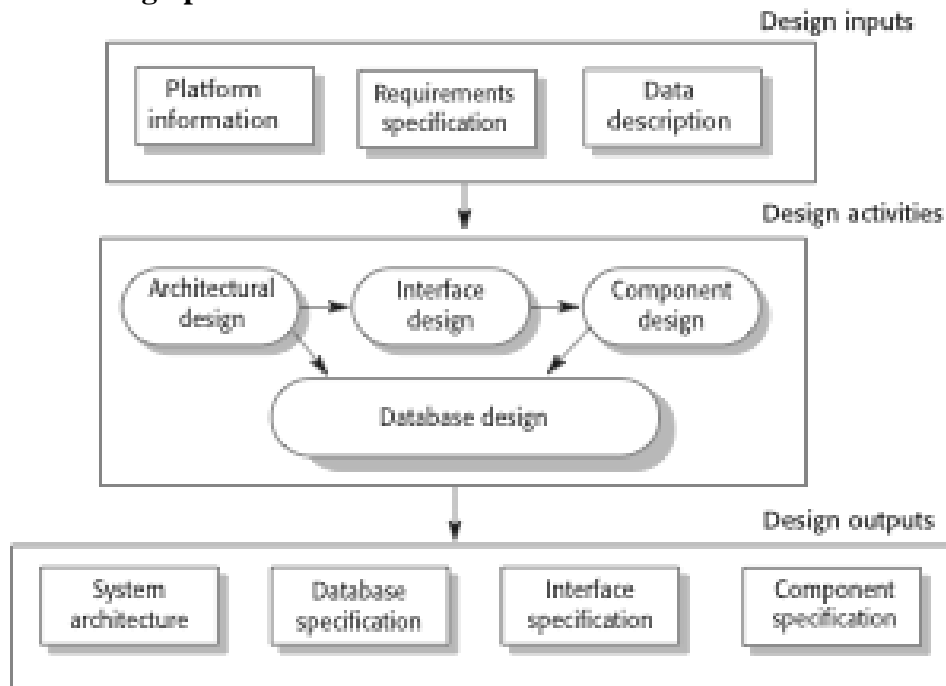 Design inputs
Platform
information
Requirements
specification
Data
description
Design activities
Architectural
design
Interface
design
Component
design
Database design
Design outputs
System
architecture
Database
specification
Interface
specification
Component
specification